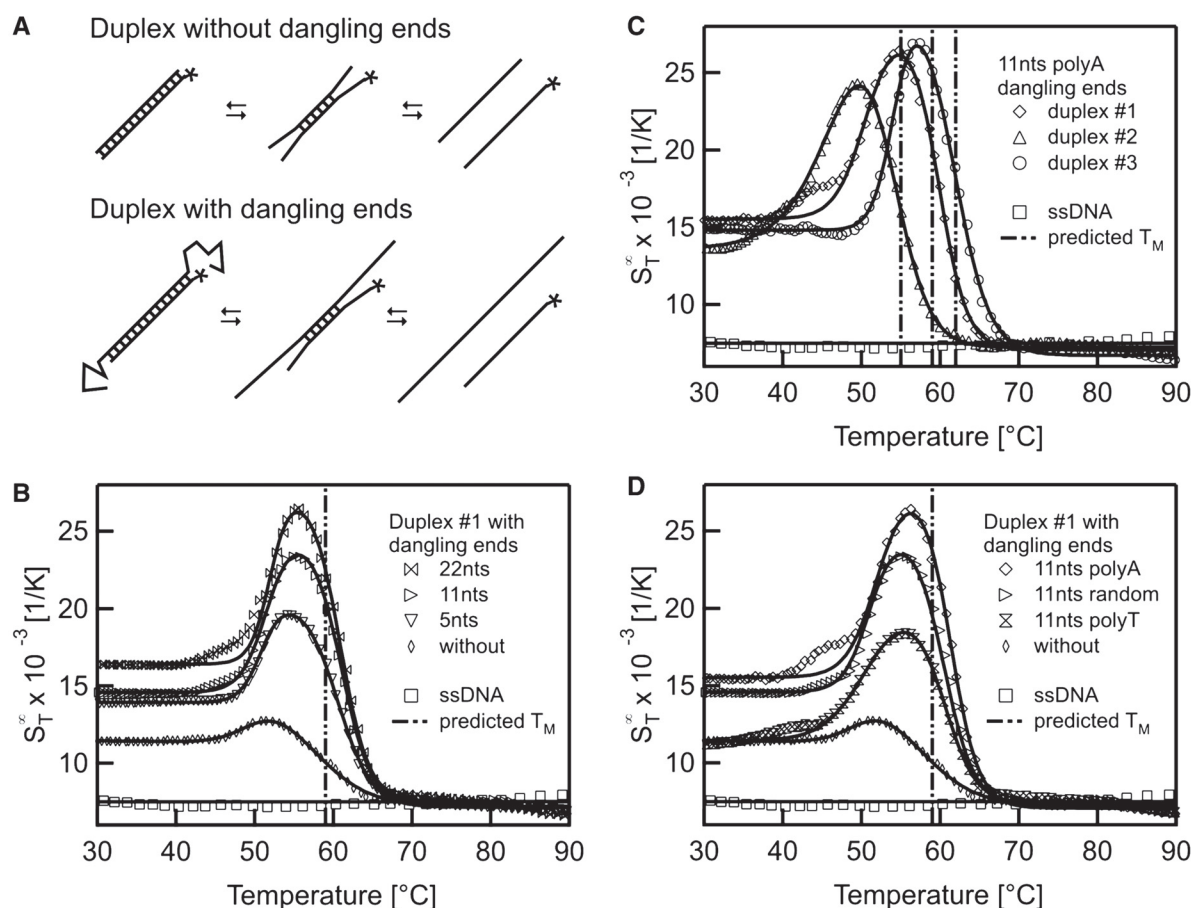 A
Duplex without dangling ends
*
*
*
Duplex with dangling ends
*
*
*
C
S_T^∞ x 10^-3 [1/K]
25
20
15
10
30 40 50 60 70 80 90
Temperature [°C]
11nts polyA
dangling ends
duplex #1
duplex #2
duplex #3
ssDNA
predicted T_M
B
S_T^∞ x 10^-3 [1/K]
25
20
15
10
30 40 50 60 70 80 90
Temperature [°C]
Duplex #1 with
dangling ends
22nts
11nts
5nts
without
ssDNA
predicted T_M
D
S_T^∞ x 10^-3 [1/K]
25
20
15
10
30 40 50 60 70 80 90
Temperature [°C]
Duplex #1 with
dangling ends
11nts polyA
11nts random
11nts polyT
without
ssDNA
predicted T_M